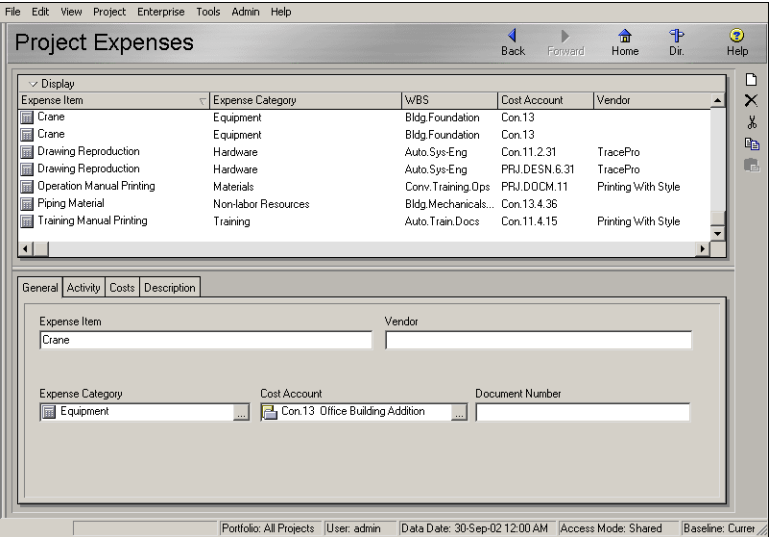 File Edit View Project Enterprise Tools Admin Help
Project Expenses
Back Forward Home Dir. Help
Display
Expense Item Expense Category WBS Cost Account Vendor
Crane Equipment Bldg.Foundation Con.13
Crane Equipment Bldg.Foundation Con.13
Drawing Reproduction Hardware Auto.Sys-Eng Con.11.2.31 TracePro
Drawing Reproduction Hardware Auto.Sys-Eng PRJ.DESN.6.31 TracePro
Operation Manual Printing Materials Conv.Training.Ops PRJ.DOCM.11 Printing With Style
Piping Material Non-labor Resources Bldg.Mechanicals... Con.13.4.36
Training Manual Printing Training Auto.Train.Docs Con.11.4.15 Printing With Style
General Activity Costs Description
Expense Item Vendor
Crane
Expense Category Cost Account Document Number
Equipment ... Con.13 Office Building Addition ...
Portfolio: All Projects User: admin Data Date: 30-Sep-02 12:00 AM Access Mode: Shared Baseline: Currer